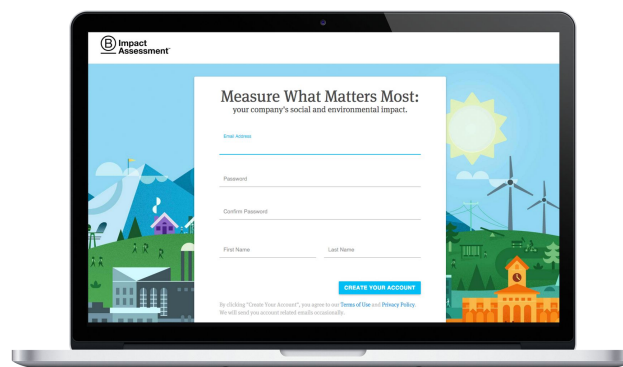 B Impact
Assessment™
Measure What Matters Most:
your company's social and environmental impact.
Email Address
Password
Confirm Password
First Name
Last Name
CREATE YOUR ACCOUNT
By clicking "Create Your Account", you agree to our Terms of Use and Privacy Policy.
We will send you account related emails occasionally.